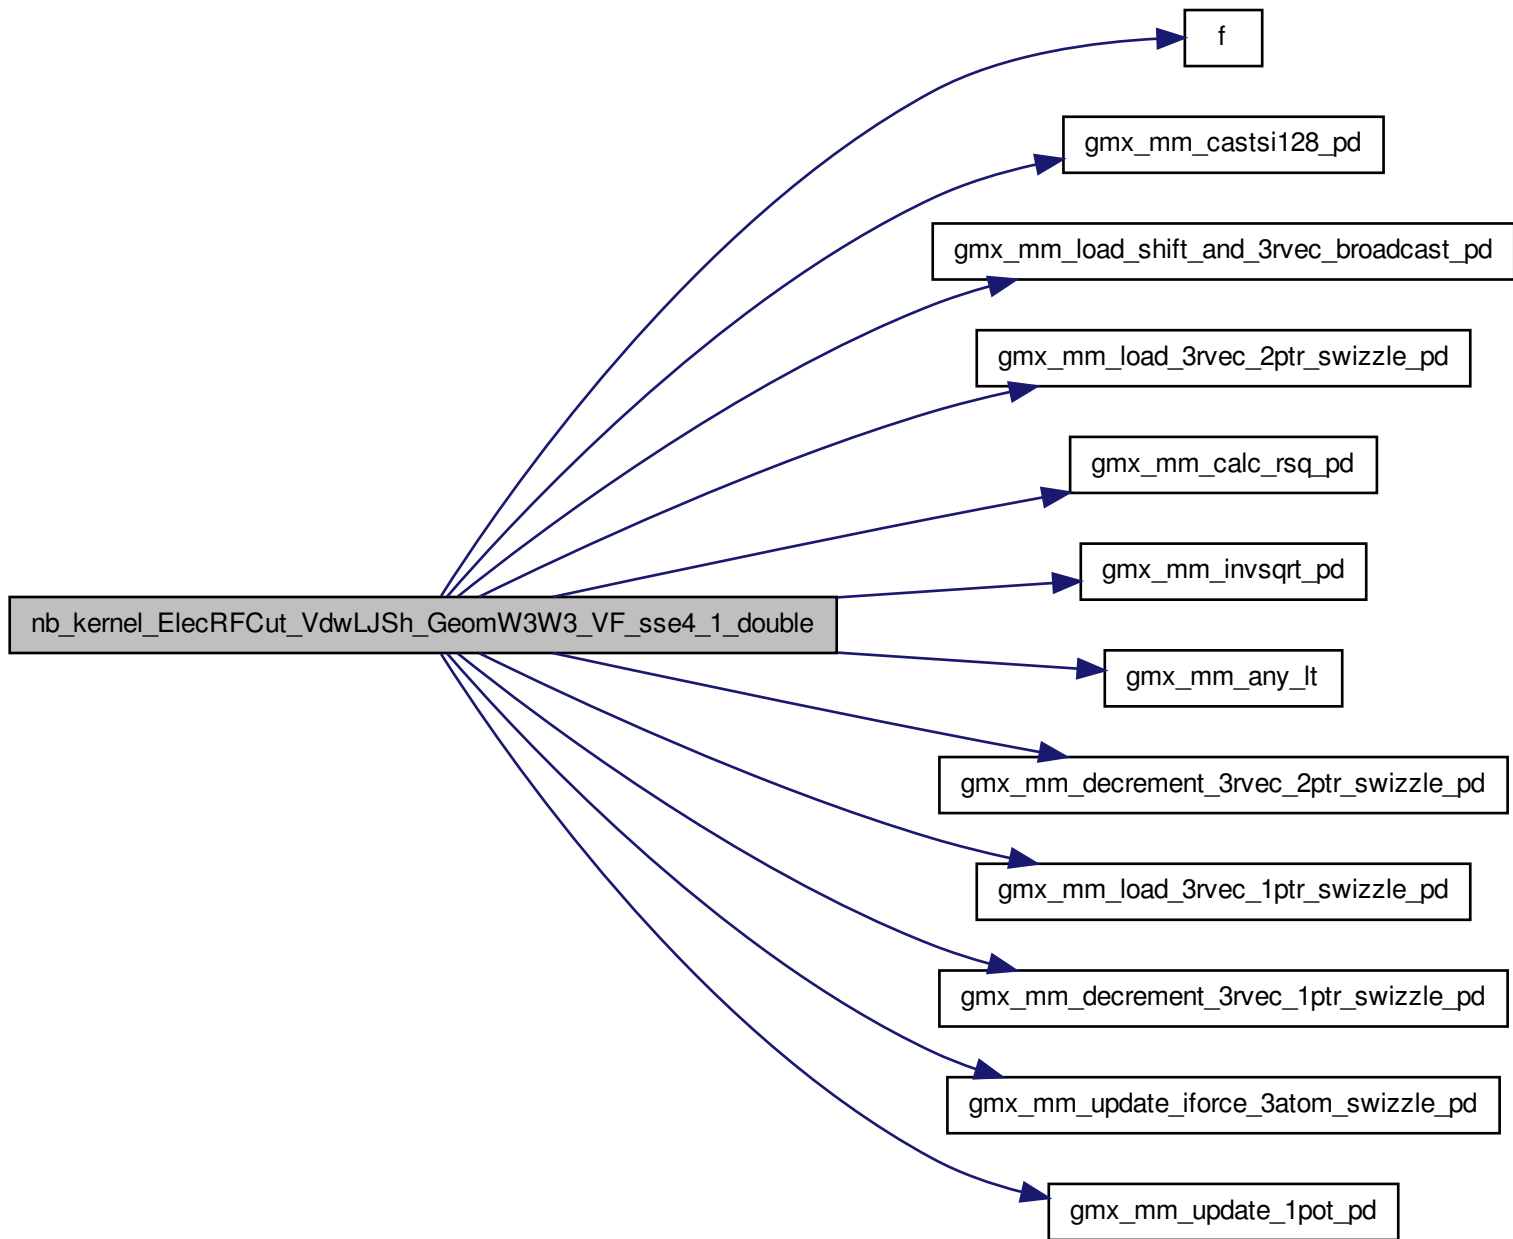 f
gmx_mm_castsi128_pd
gmx_mm_load_shift_and_3rvec_broadcast_pd
gmx_mm_load_3rvec_2ptr_swizzle_pd
gmx_mm_calc_rsq_pd
gmx_mm_invsqrt_pd
nb_kernel_ElecRFCut_VdwLJSh_GeomW3W3_VF_sse4_1_double
gmx_mm_any_lt
gmx_mm_decrement_3rvec_2ptr_swizzle_pd
gmx_mm_load_3rvec_1ptr_swizzle_pd
gmx_mm_decrement_3rvec_1ptr_swizzle_pd
gmx_mm_update_iforce_3atom_swizzle_pd
gmx_mm_update_1pot_pd